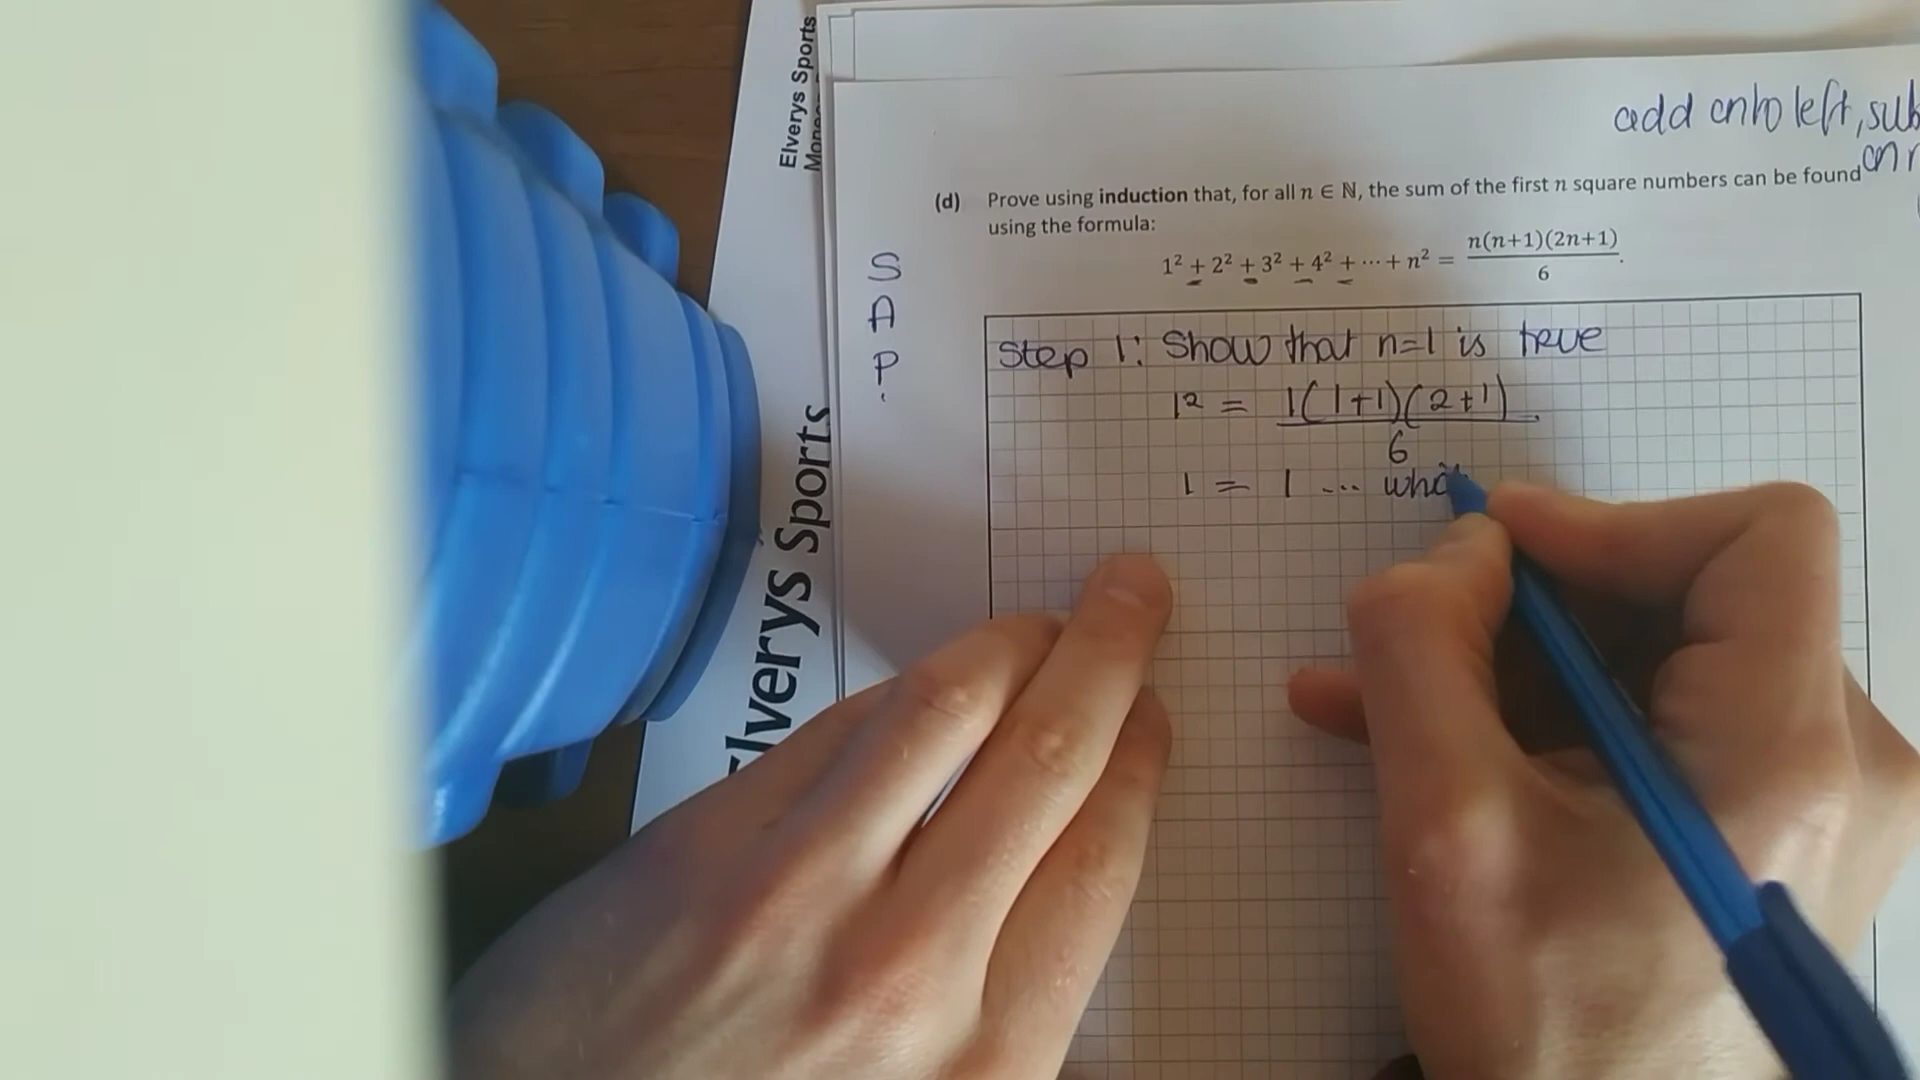 Elverys Sports
Elverys Sports
add onto left, sub
on r
(d) Prove using induction that, for all n ∈ ℕ, the sum of the first n square numbers can be found
using the formula:
1² + 2² + 3² + 4² + ⋯ + n² = n(n+1)(2n+1)/6.
S
A
P
Step 1: Show that n=1 is true
1² = 1(1+1)(2+1)/6
1 = 1 ... wh